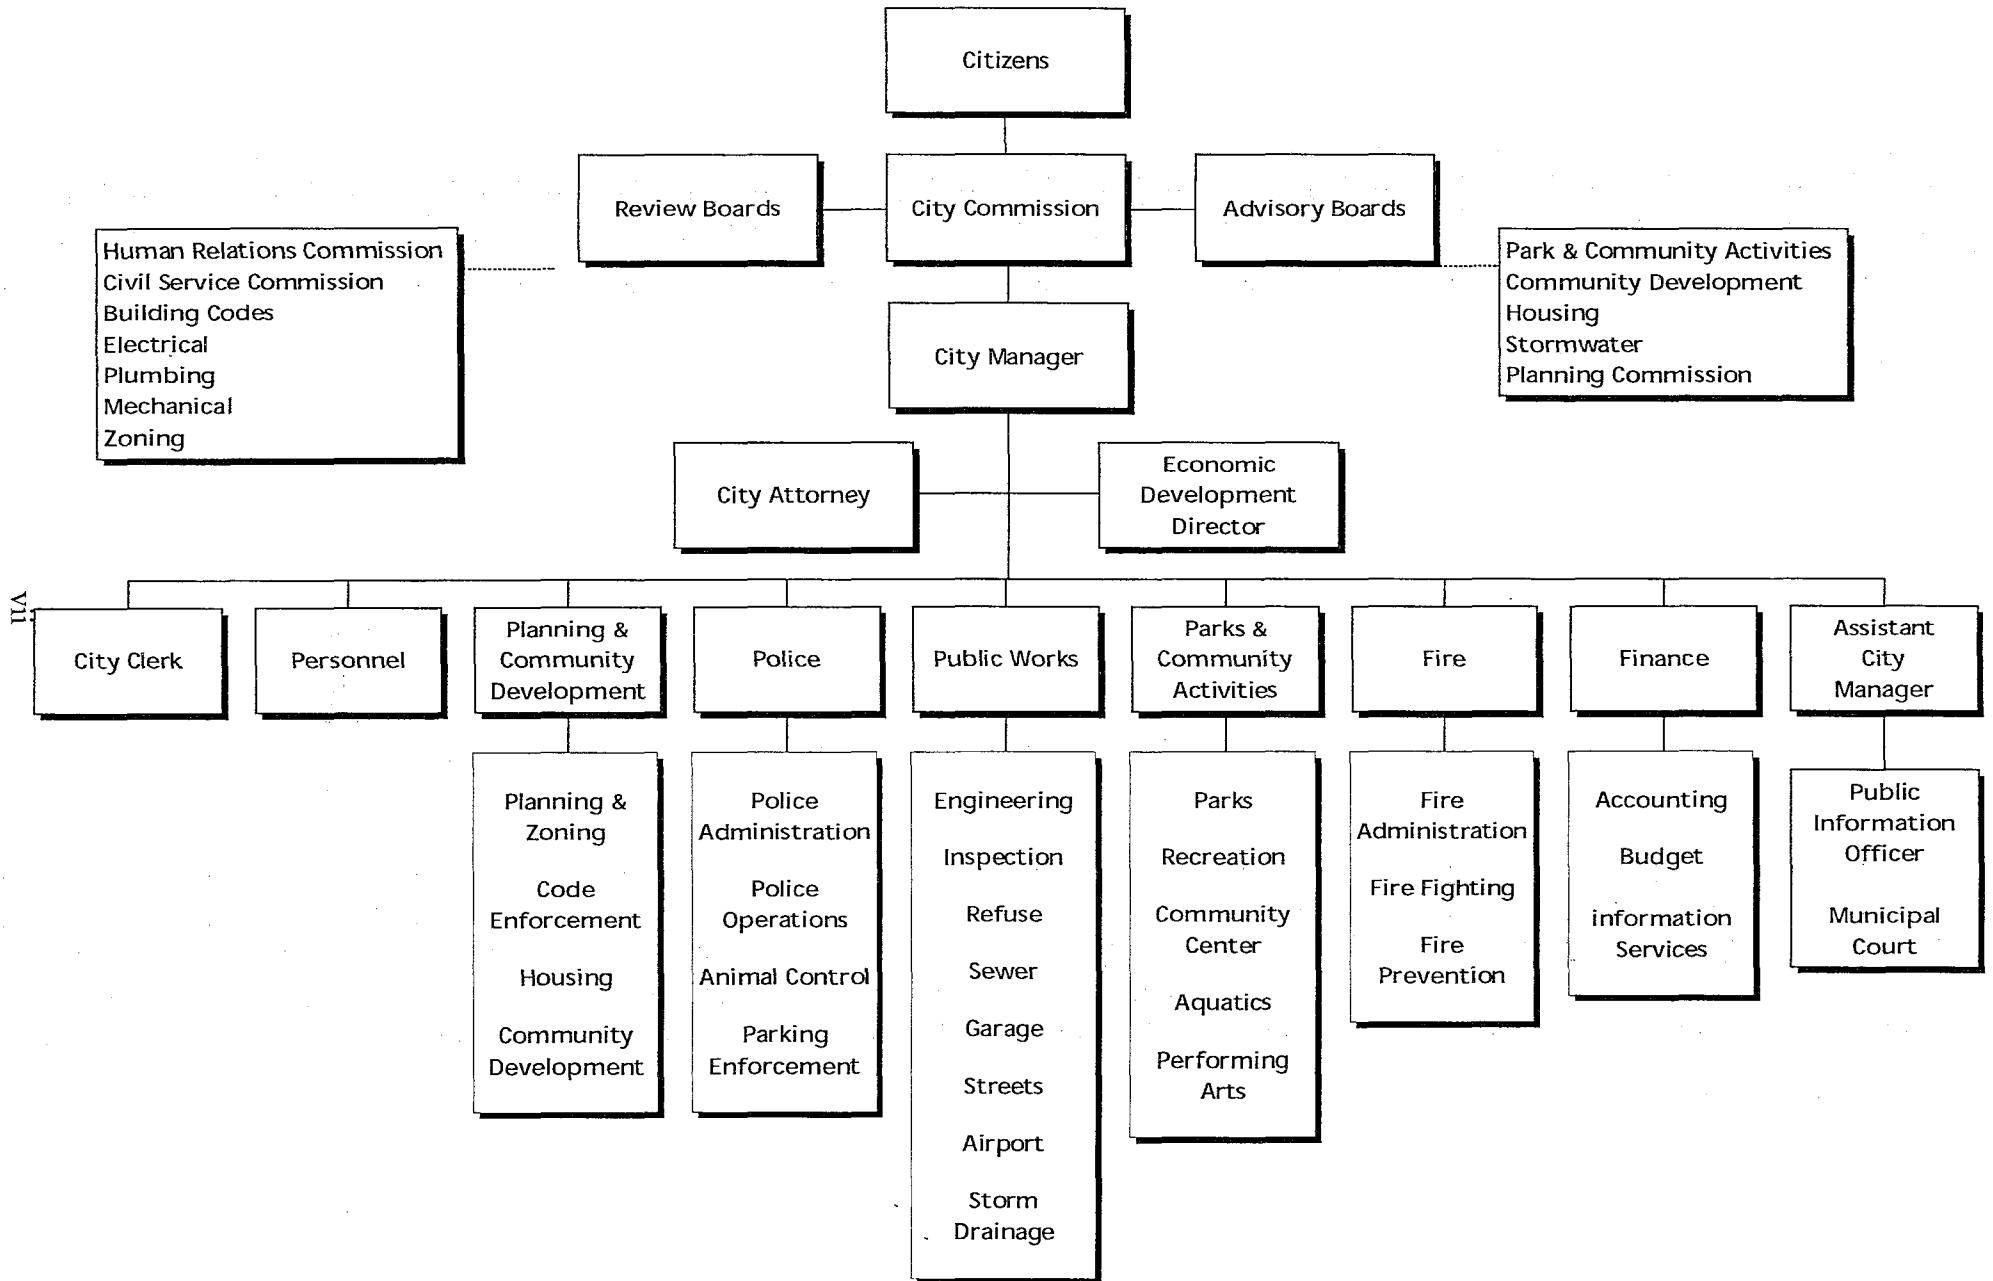 Citizens
Review Boards
City Commission
Advisory Boards
Human Relations Commission
Civil Service Commission
Building Codes
Electrical
Plumbing
Mechanical
Zoning
Park & Community Activities
Community Development
Housing
Stormwater
Planning Commission
City Manager
City Attorney
Economic
Development
Director
vii
City Clerk
Personnel
Planning &
Community
Development
Police
Public Works
Parks &
Community
Activities
Fire
Finance
Assistant
City
Manager
Planning &
Zoning
Code
Enforcement
Housing
Community
Development
Police
Administration
Police
Operations
Animal Control
Parking
Enforcement
Engineering
Inspection
Refuse
Sewer
Garage
Streets
Airport
Storm
Drainage
Parks
Recreation
Community
Center
Aquatics
Performing
Arts
Fire
Administration
Fire Fighting
Fire
Prevention
Accounting
Budget
information
Services
Public
Information
Officer
Municipal
Court